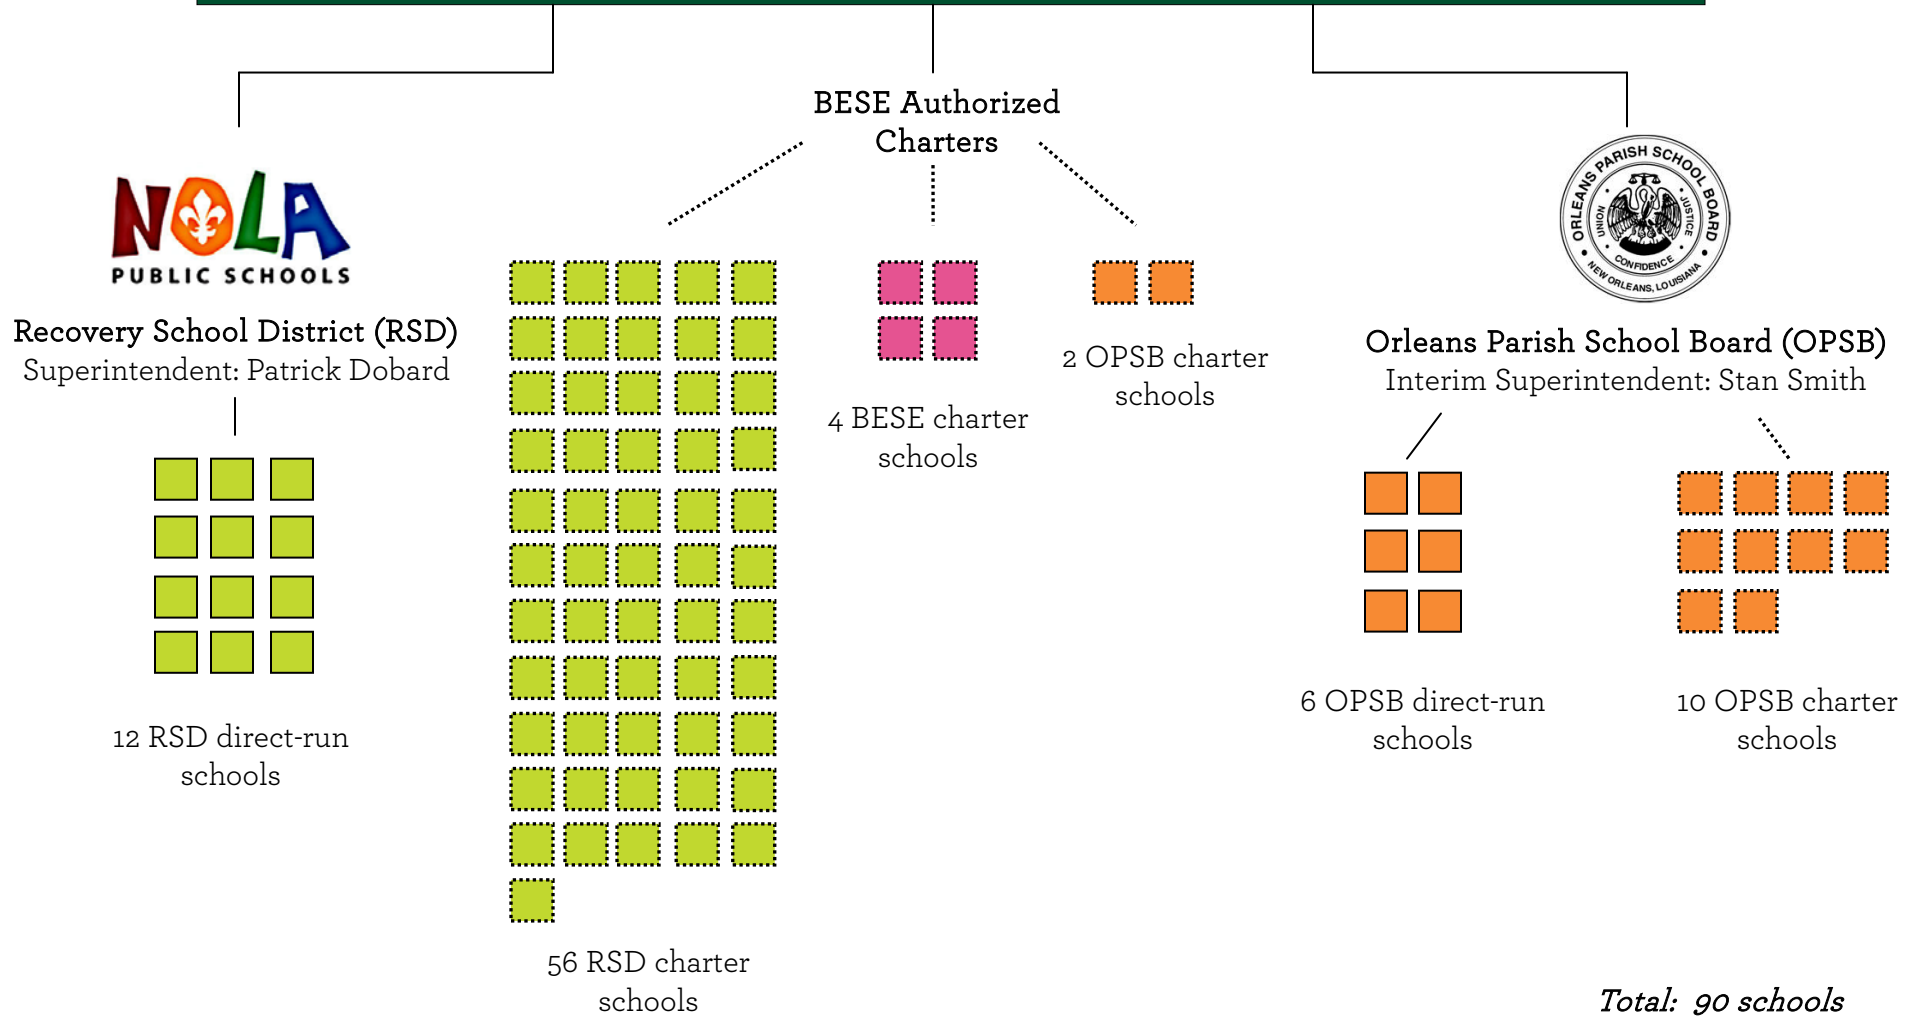 BESE Authorized
Charters
NOLA
PUBLIC SCHOOLS
Recovery School District (RSD)
Superintendent: Patrick Dobard
12 RSD direct-run
schools
56 RSD charter
schools
4 BESE charter
schools
2 OPSB charter
schools
ORLEANS PARISH SCHOOL BOARD
NEW ORLEANS, LOUISIANA
UNION
JUSTICE
CONFIDENCE
Orleans Parish School Board (OPSB)
Interim Superintendent: Stan Smith
6 OPSB direct-run
schools
10 OPSB charter
schools
Total: 90 schools